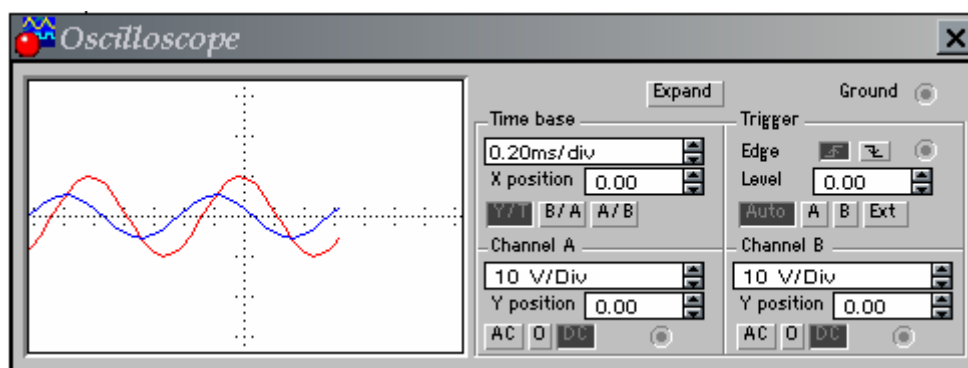 Oscilloscope
Expand
Ground
Time base
0.20ms/div
X position 0.00
Y/T B/A A/B
Trigger
Edge
Level 0.00
Auto A B Ext
Channel A
10 V/Div
Y position 0.00
AC 0 DC
Channel B
10 V/Div
Y position 0.00
AC 0 DC